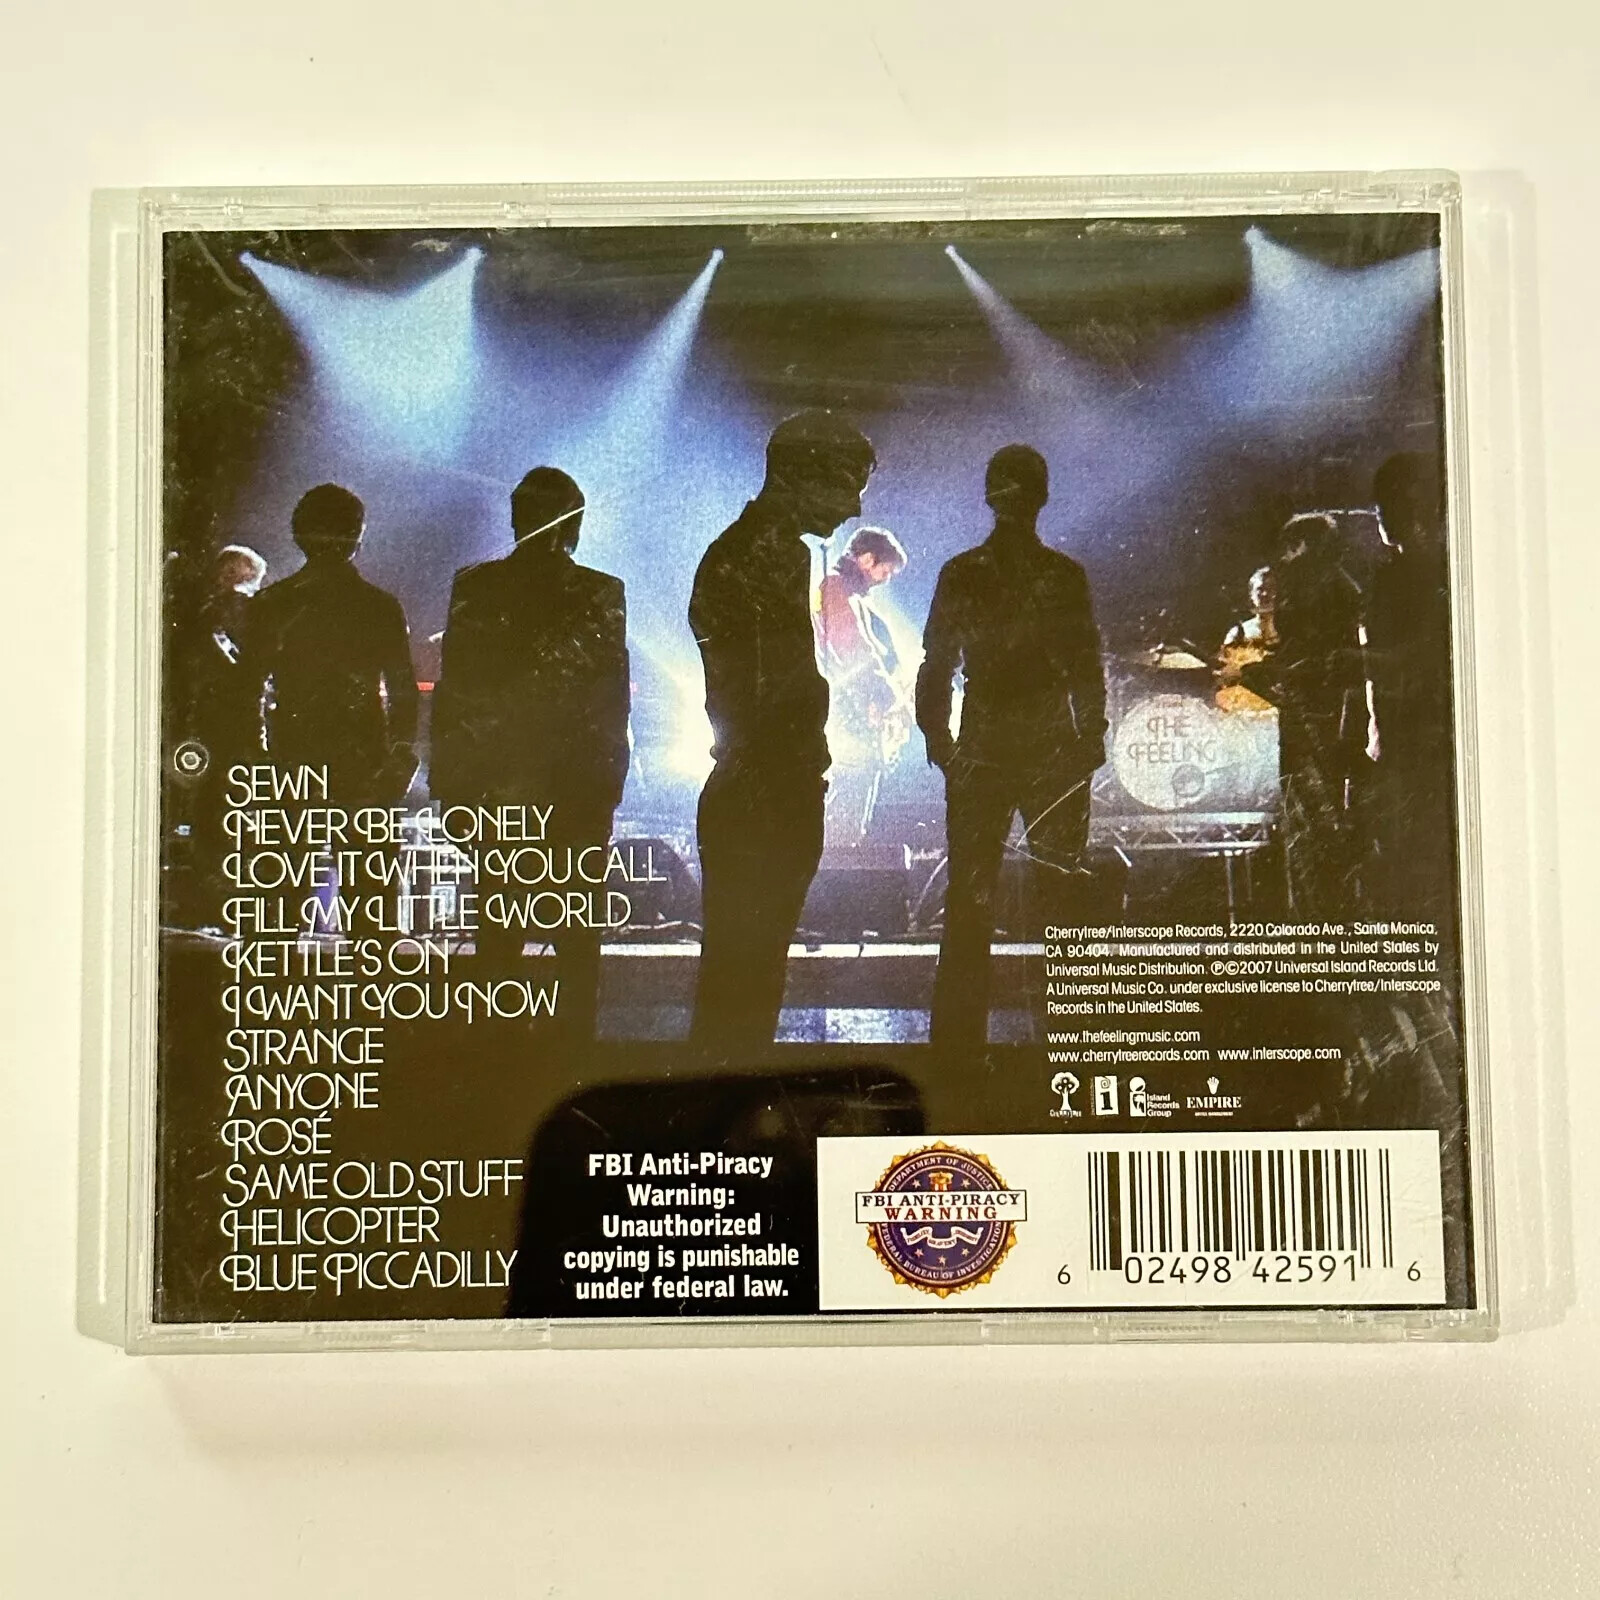 THE
FEELING
SEWN
NEVER BE LONELY
LOVE IT WHEN YOU CALL
FILL MY LITTLE WORLD
KETTLE'S ON
I WANT YOU NOW
STRANGE
ANYONE
ROSÉ
SAME OLD STUFF
HELICOPTER
BLUE PICCADILLY
Cherrytree/Interscope Records, 2220 Colorado Ave., Santa Monica,
CA 90404. Manufactured and distributed in the United States by
Universal Music Distribution. ℗©2007 Universal Island Records Ltd.
A Universal Music Co. under exclusive license to Cherrytree/Interscope
Records in the United States.
www.thefeelingmusic.com
www.cherrytreerecords.com www.interscope.com
i
Island
Records
Group
EMPIRE
FBI Anti-Piracy
Warning:
Unauthorized
copying is punishable
under federal law.
DEPARTMENT OF JUSTICE
FBI ANTI-PIRACY
WARNING
FEDERAL BUREAU OF INVESTIGATION
6 02498 42591 6